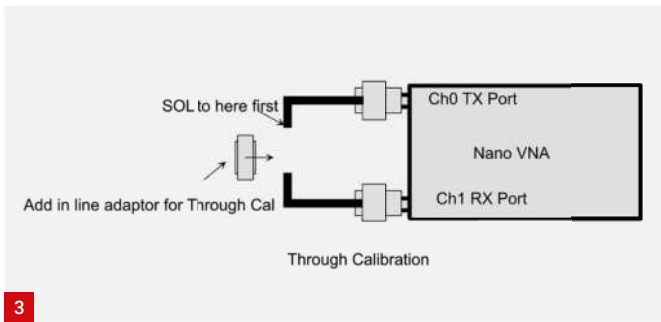 SOL to here first
Ch0 TX Port
Nano VNA
Add in line adaptor for Through Cal
Ch1 RX Port
Through Calibration
3